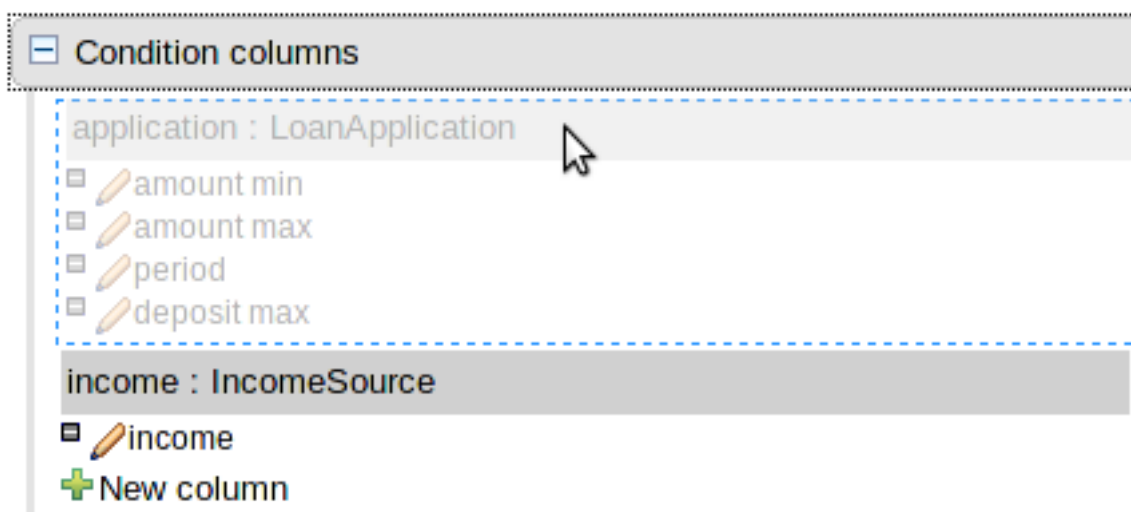 Condition columns
application : LoanApplication
amount min
amount max
period
deposit max
income : IncomeSource
income
New column